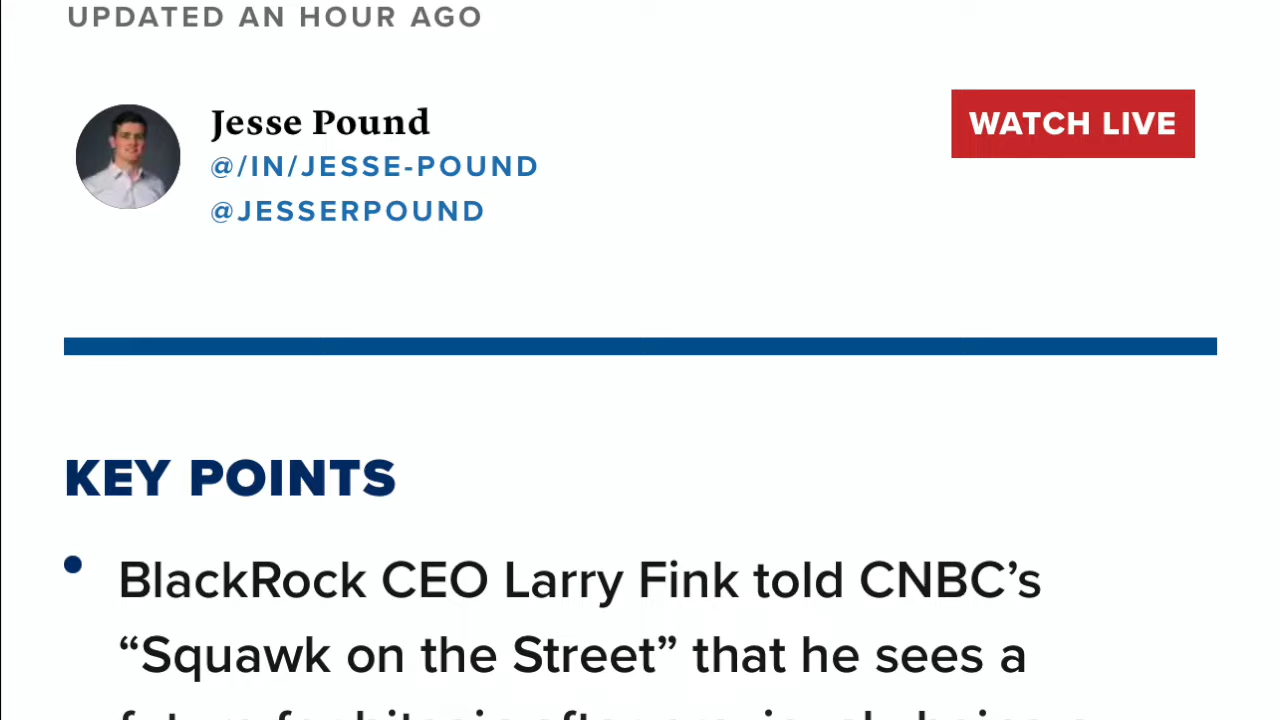 UPDATED AN HOUR AGO
Jesse Pound
WATCH LIVE
@/IN/JESSE-POUND
@JESSERPOUND
KEY POINTS
• BlackRock CEO Larry Fink told CNBC’s
“Squawk on the Street” that he sees a